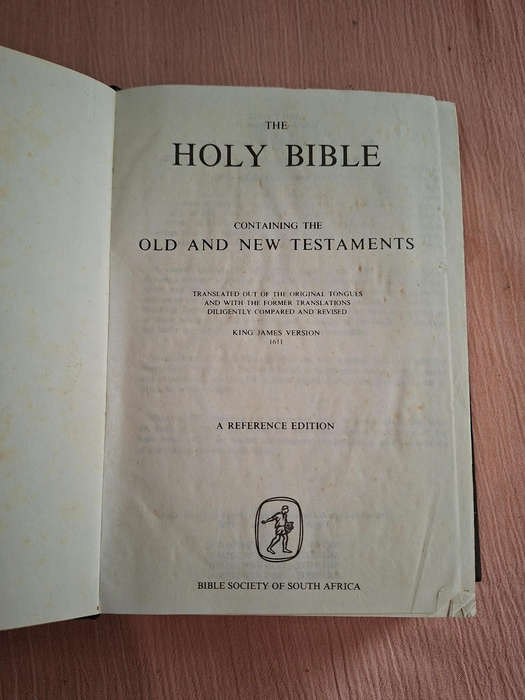 THE
HOLY BIBLE
CONTAINING THE
OLD AND NEW TESTAMENTS
TRANSLATED OUT OF THE ORIGINAL TONGUES
AND WITH THE FORMER TRANSLATIONS
DILIGENTLY COMPARED AND REVISED
KING JAMES VERSION
1611
A REFERENCE EDITION
BIBLE SOCIETY OF SOUTH AFRICA